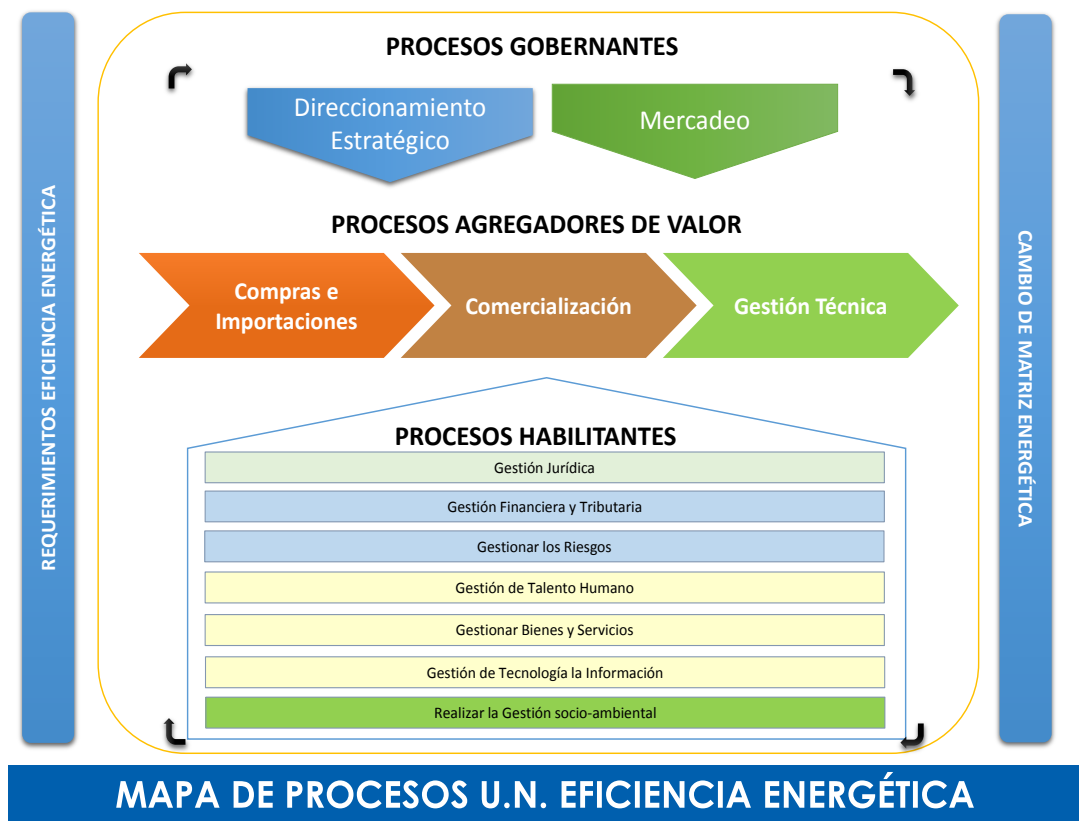 PROCESOS GOBERNANTES
Direccionamiento
Estratégico
Mercadeo
REQUERIMIENTOS EFICIENCIA ENERGÉTICA
PROCESOS AGREGADORES DE VALOR
Compras e
Importaciones
Comercialización
Gestión Técnica
CAMBIO DE MATRIZ ENERGÉTICA
PROCESOS HABILITANTES
Gestión Jurídica
Gestión Financiera y Tributaria
Gestionar los Riesgos
Gestión de Talento Humano
Gestionar Bienes y Servicios
Gestión de Tecnología la Información
Realizar la Gestión socio-ambiental
MAPA DE PROCESOS U.N. EFICIENCIA ENERGÉTICA